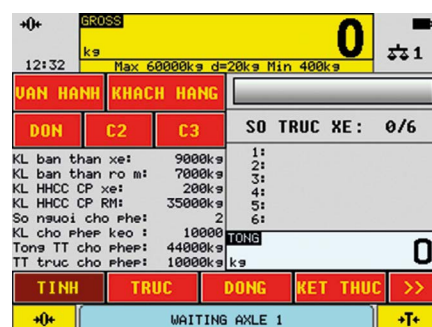 +0+
GROSS
0
kg
12:32
Max 60000kg d=20kg Min 400kg
1
VAN HANH
KHACH HANG
DON
C2
C3
SO TRUC XE: 0/6
KL ban than xe: 9000kg
KL ban than ro m: 7000kg
KL HHCC CP xe: 200kg
KL HHCC CP RM: 35000kg
So nguoi cho phe: 2
KL cho phep keo : 10000
Tong TT cho phep: 44000kg
TT truc cho phep: 10000kg
1:
2:
3:
4:
5:
6:
TONG
0
kg
TINH
TRUC
DONG
KET THUC
>>
+0+
WAITING AXLE 1
+T+